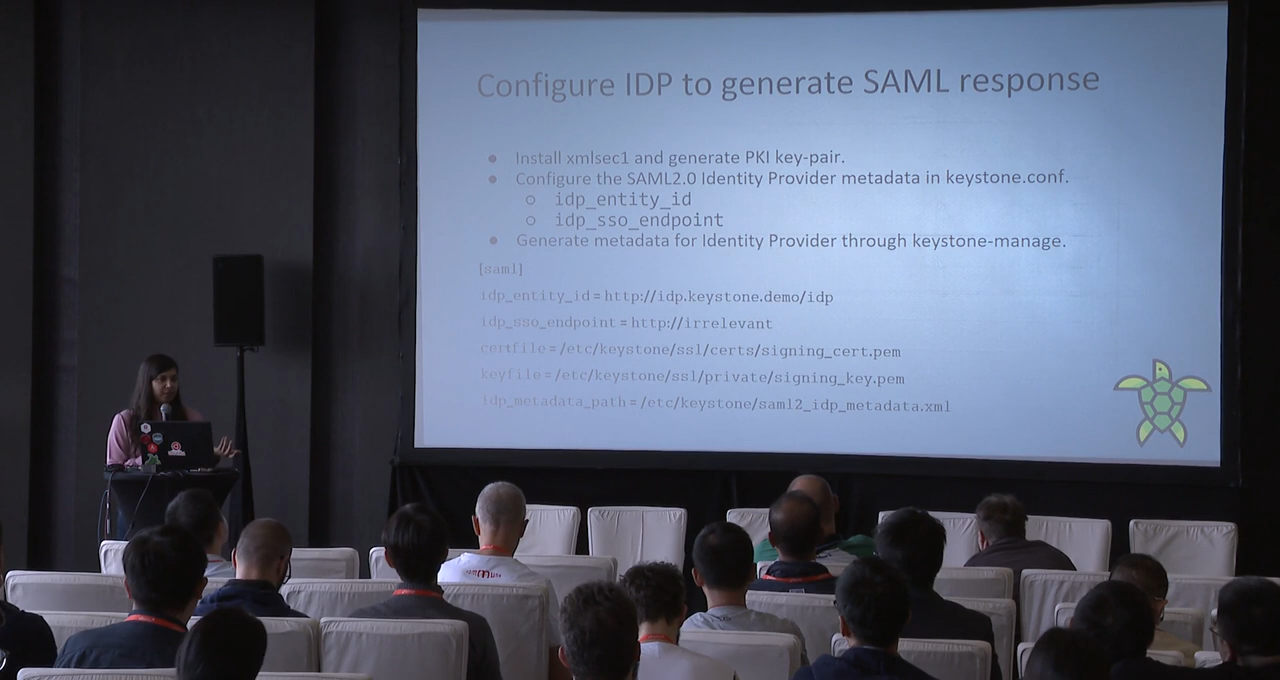 Configure IDP to generate SAML response
● Install xmlsec1 and generate PKI key-pair.
● Configure the SAML2.0 Identity Provider metadata in keystone.conf.
○ idp_entity_id
○ idp_sso_endpoint
● Generate metadata for Identity Provider through keystone-manage.
[saml]
idp_entity_id = http://idp.keystone.demo/idp
idp_sso_endpoint = http://irrelevant
certfile = /etc/keystone/ssl/certs/signing_cert.pem
keyfile = /etc/keystone/ssl/private/signing_key.pem
idp_metadata_path = /etc/keystone/saml2_idp_metadata.xml